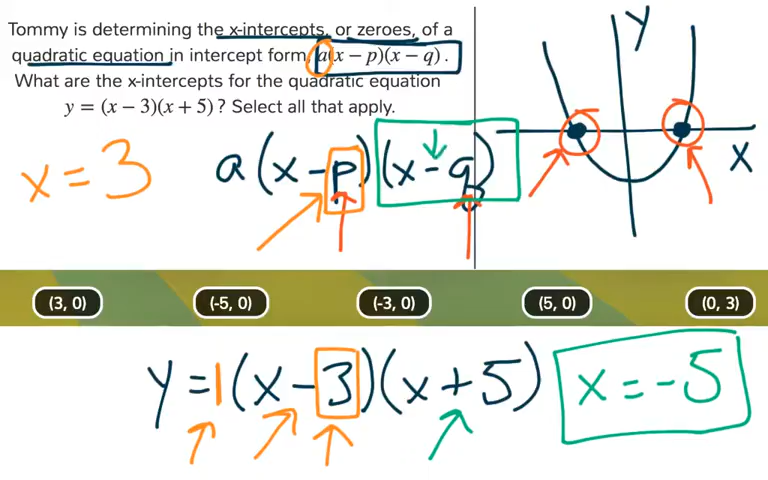 Tommy is determining the x-intercepts, or zeroes, of a
quadratic equation in intercept form, a(x − p)(x − q).
What are the x-intercepts for the quadratic equation
y = (x − 3)(x + 5) ? Select all that apply.
Y
x = 3
a(x-p)(x-q)
X
(3, 0) (-5, 0) (-3, 0) (5, 0) (0, 3)
y = 1(x-3)(x+5) x = -5